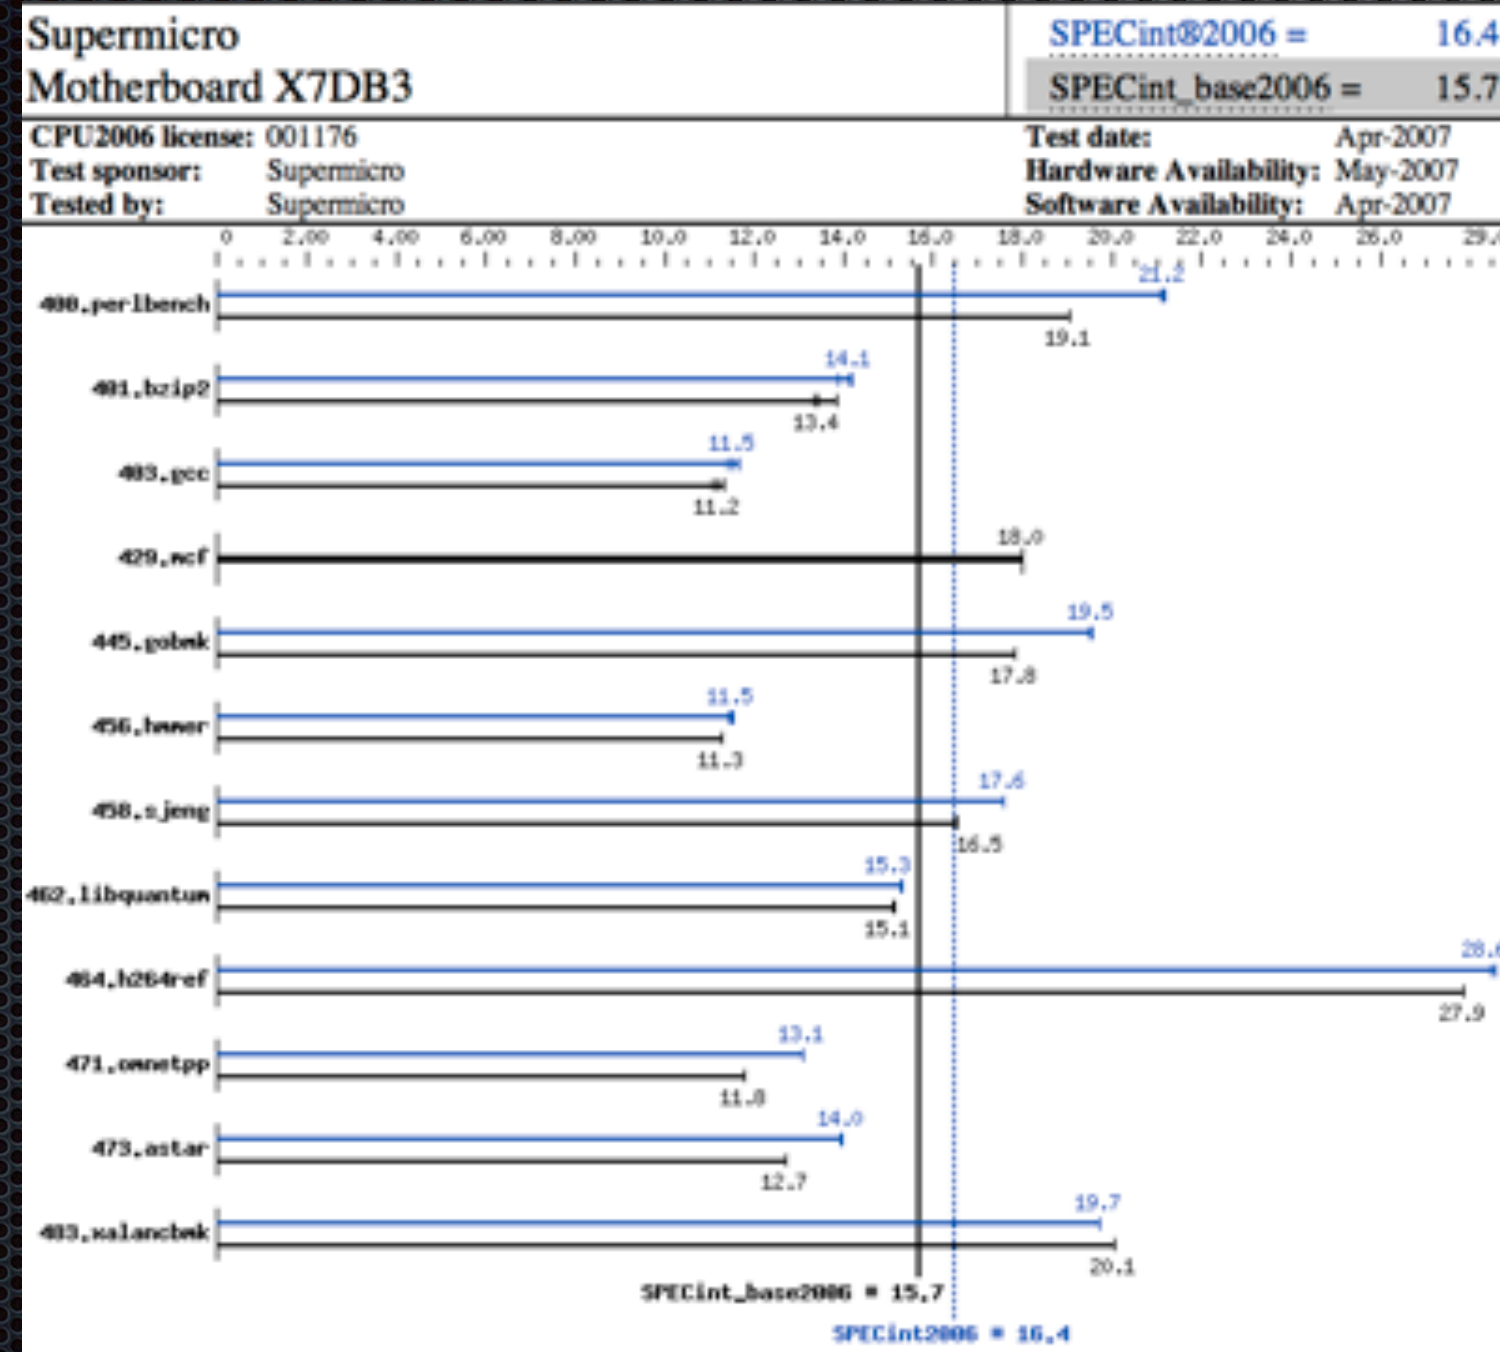 Supermicro
Motherboard X7DB3
SPECint®2006 = 16.4
SPECint_base2006 = 15.7
CPU2006 license: 001176
Test sponsor: Supermicro
Tested by: Supermicro
Test date: Apr-2007
Hardware Availability: May-2007
Software Availability: Apr-2007
0 2.00 4.00 6.00 8.00 10.0 12.0 14.0 16.0 18.0 20.0 22.0 24.0 26.0 29.0
21.2
400.perlbench
19.1
14.1
401.bzip2
13.4
11.5
403.gcc
11.2
18.0
429.mcf
19.5
445.gobmk
17.8
11.5
456.hmmer
11.3
17.6
458.sjeng
16.5
15.3
462.libquantum
15.1
464.h264ref
27.9
13.1
471.omnetpp
11.8
14.0
473.astar
12.7
19.7
483.xalancbmk
20.1
SPECint_base2006 = 15.7
SPECint2006 = 16.4